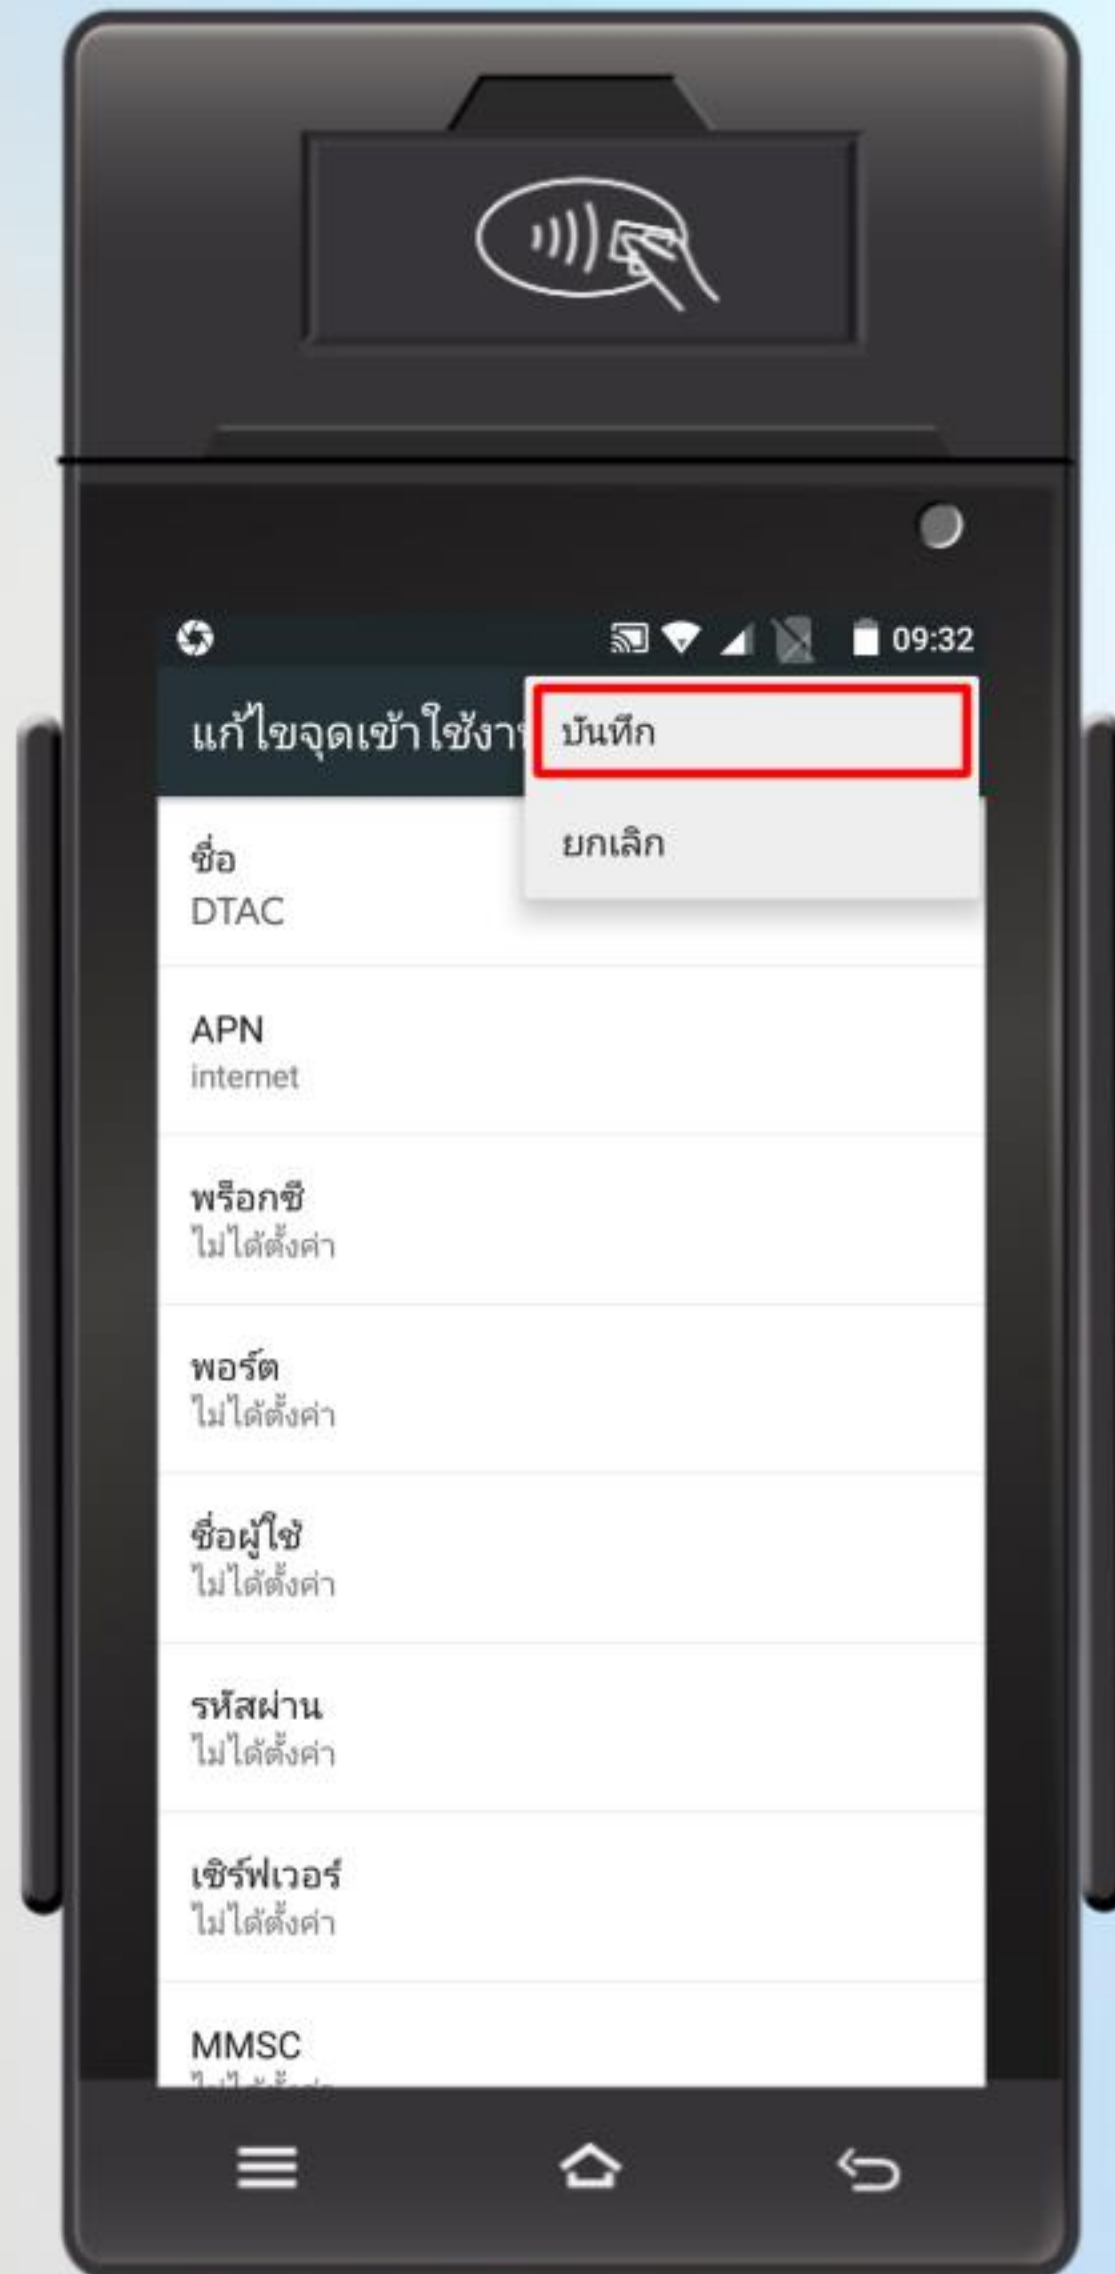 09:32
แก้ไขจุดเข้าใช้งา
บันทึก
ยกเลิก
ชื่อ
DTAC
APN
internet
พร็อกซี
ไม่ได้ตั้งค่า
พอร์ต
ไม่ได้ตั้งค่า
ชื่อผู้ใช้
ไม่ได้ตั้งค่า
รหัสผ่าน
ไม่ได้ตั้งค่า
เซิร์ฟเวอร์
ไม่ได้ตั้งค่า
MMSC